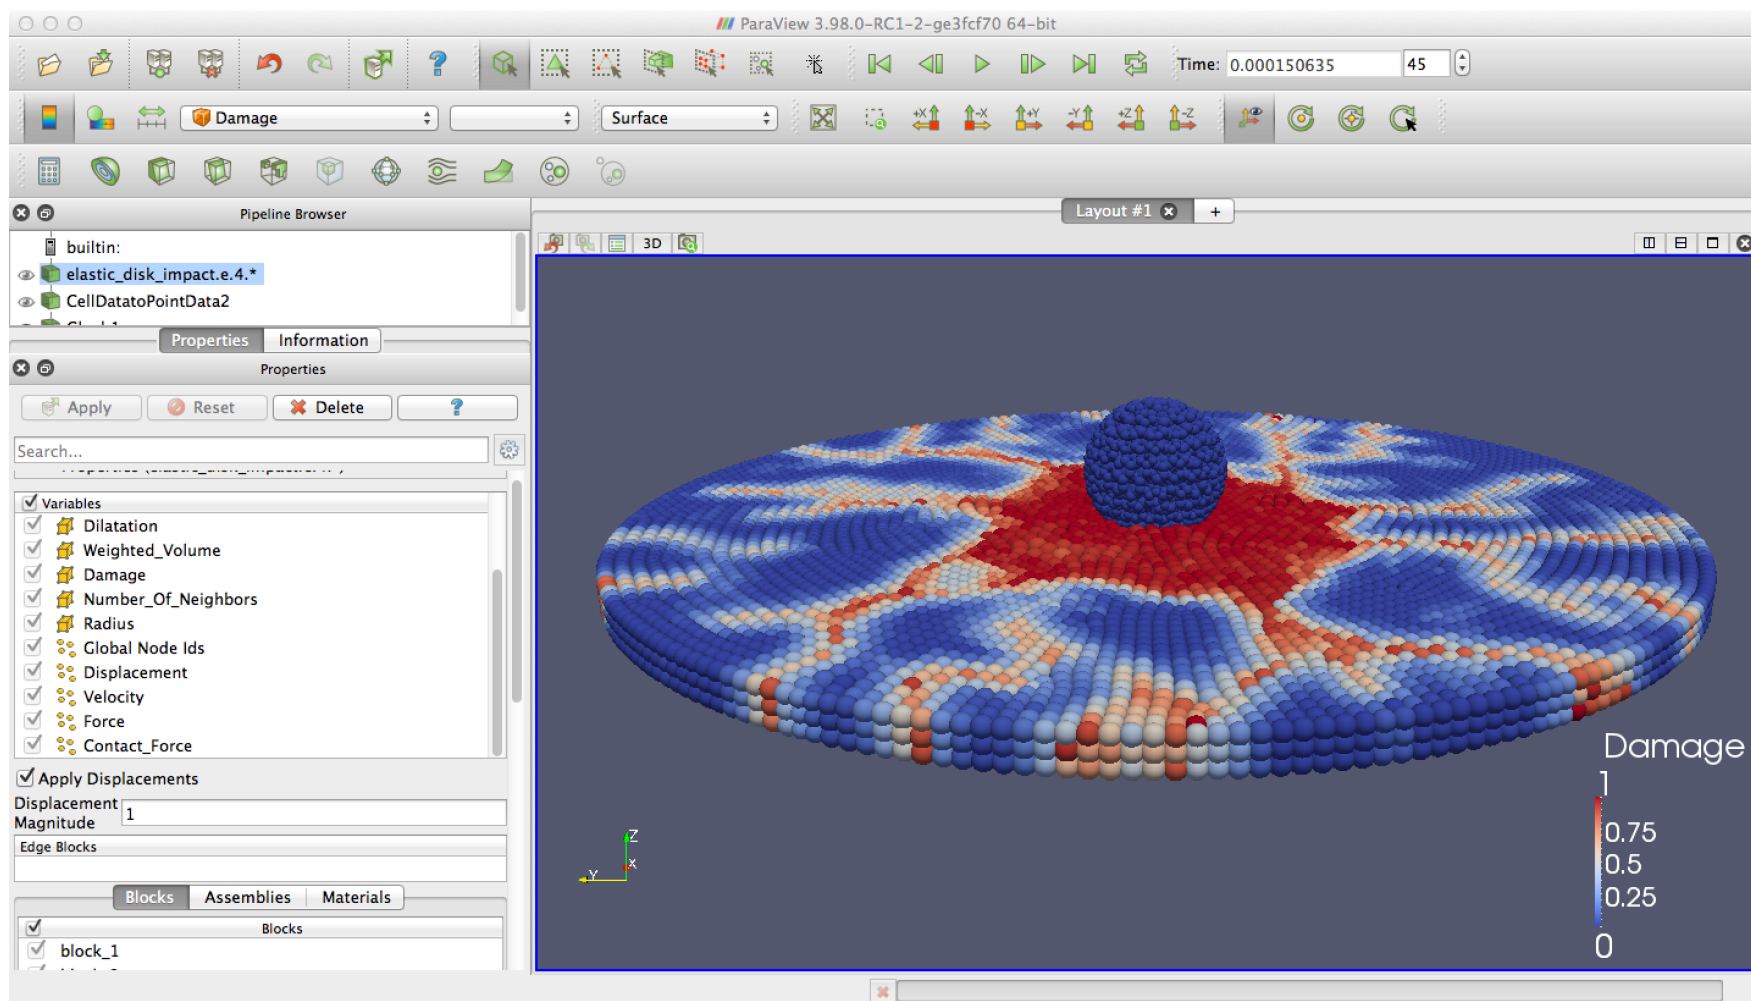 ParaView 3.98.0-RC1-2-ge3fcf70 64-bit
? Time: 0.000150635 45
Damage Surface +X -X +Y -Y +Z -Z
Pipeline Browser
Layout #1 +
builtin:
3D
elastic_disk_impact.e.4.*
CellDatatoPointData2
Properties Information
Properties
Apply Reset Delete ?
Search...
Variables
Dilatation
Weighted_Volume
Damage
Number_Of_Neighbors
Radius
Global Node Ids
Displacement
Velocity
Force
Contact_Force
Apply Displacements
Displacement
Magnitude
1
Edge Blocks
Blocks Assemblies Materials
Blocks
block_1
Z
X
Y
Damage
1
0.75
0.5
0.25
0